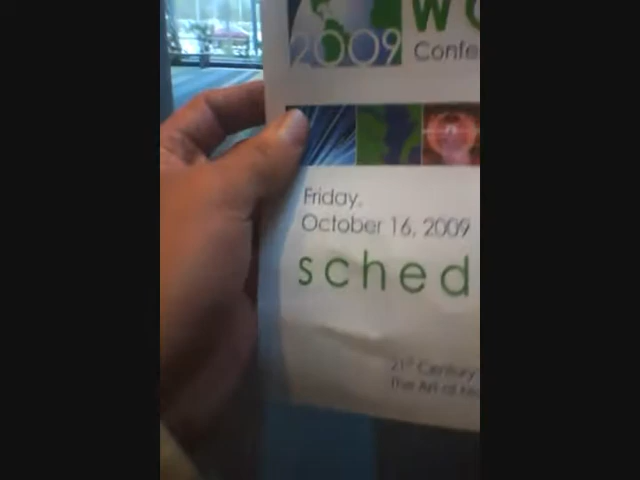 2009
Confe
Friday,
October 16, 2009
sched
21st Century
The Art of